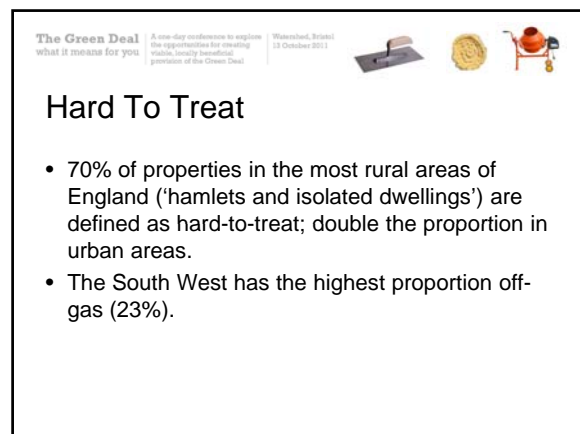 The Green Deal
what it means for you
A one-day conference to explore
the opportunities for creating
viable, locally beneficial
provision of the Green Deal
Watershed, Bristol
13 October 2011
Hard To Treat
• 70% of properties in the most rural areas of
England (‘hamlets and isolated dwellings’) are
defined as hard-to-treat; double the proportion in
urban areas.
• The South West has the highest proportion off-
gas (23%).